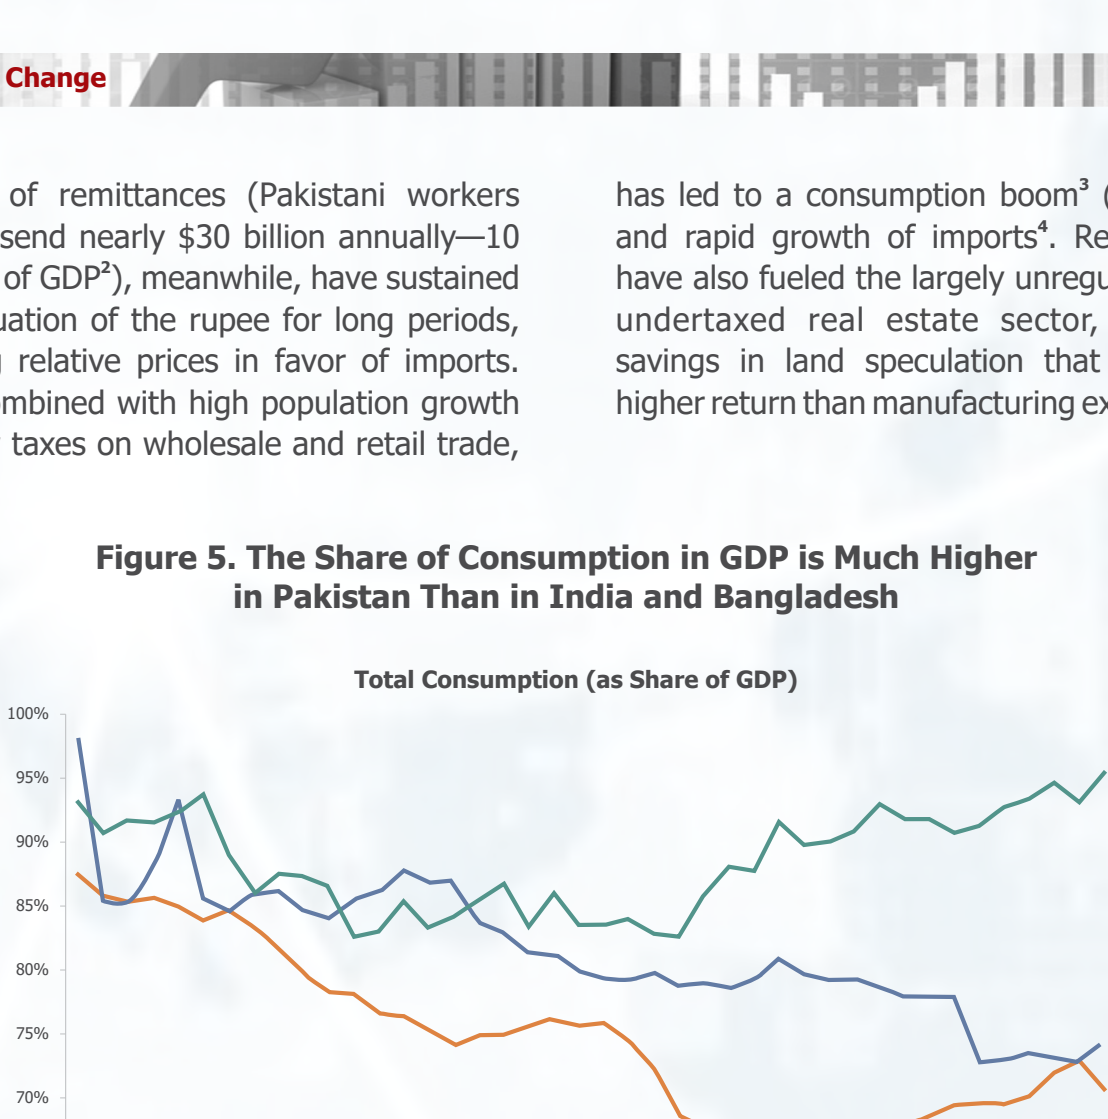 Change
of remittances (Pakistani workers
send nearly $30 billion annually—10
of GDP²), meanwhile, have sustained
uation of the rupee for long periods,
g relative prices in favor of imports.
ombined with high population growth
taxes on wholesale and retail trade,
has led to a consumption boom³ (
and rapid growth of imports⁴. Re
have also fueled the largely unregu
undertaxed real estate sector,
savings in land speculation that
higher return than manufacturing ex
Figure 5. The Share of Consumption in GDP is Much Higher
in Pakistan Than in India and Bangladesh
Total Consumption (as Share of GDP)
100%
95%
90%
85%
80%
75%
70%